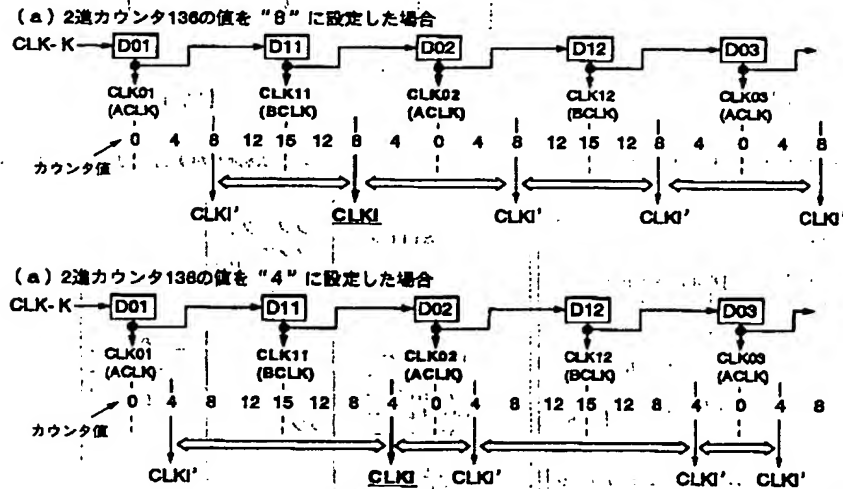 (a) 2進カウンタ136の値を "8" に設定した場合
CLK-K D01 D11 D02 D12 D03
CLK01 CLK11 CLK02 CLK12 CLK03'
(ACLK) (BCLK) (ACLK) (BCLK) (ACLK)
0 4 8 12 15 12 8 4 0 4 8 12 15 12 8 4 0 4 8
カウンタ値
CLKI' CLKI CLKI' CLKI' CLKI'
(a) 2進カウンタ136の値を "4" に設定した場合
CLK-K D01 D11 D02 D12 D03
CLK01 CLK11 CLK02 CLK12 CLK03
(ACLK) (BCLK) (ACLK) (BCLK) (ACLK)
0 4 8 12 15 12 8 4 0 4 8 12 15 12 8 4 0 4 8
カウンタ値
CLKI' CLKI CLKI' CLKI' CLKI'